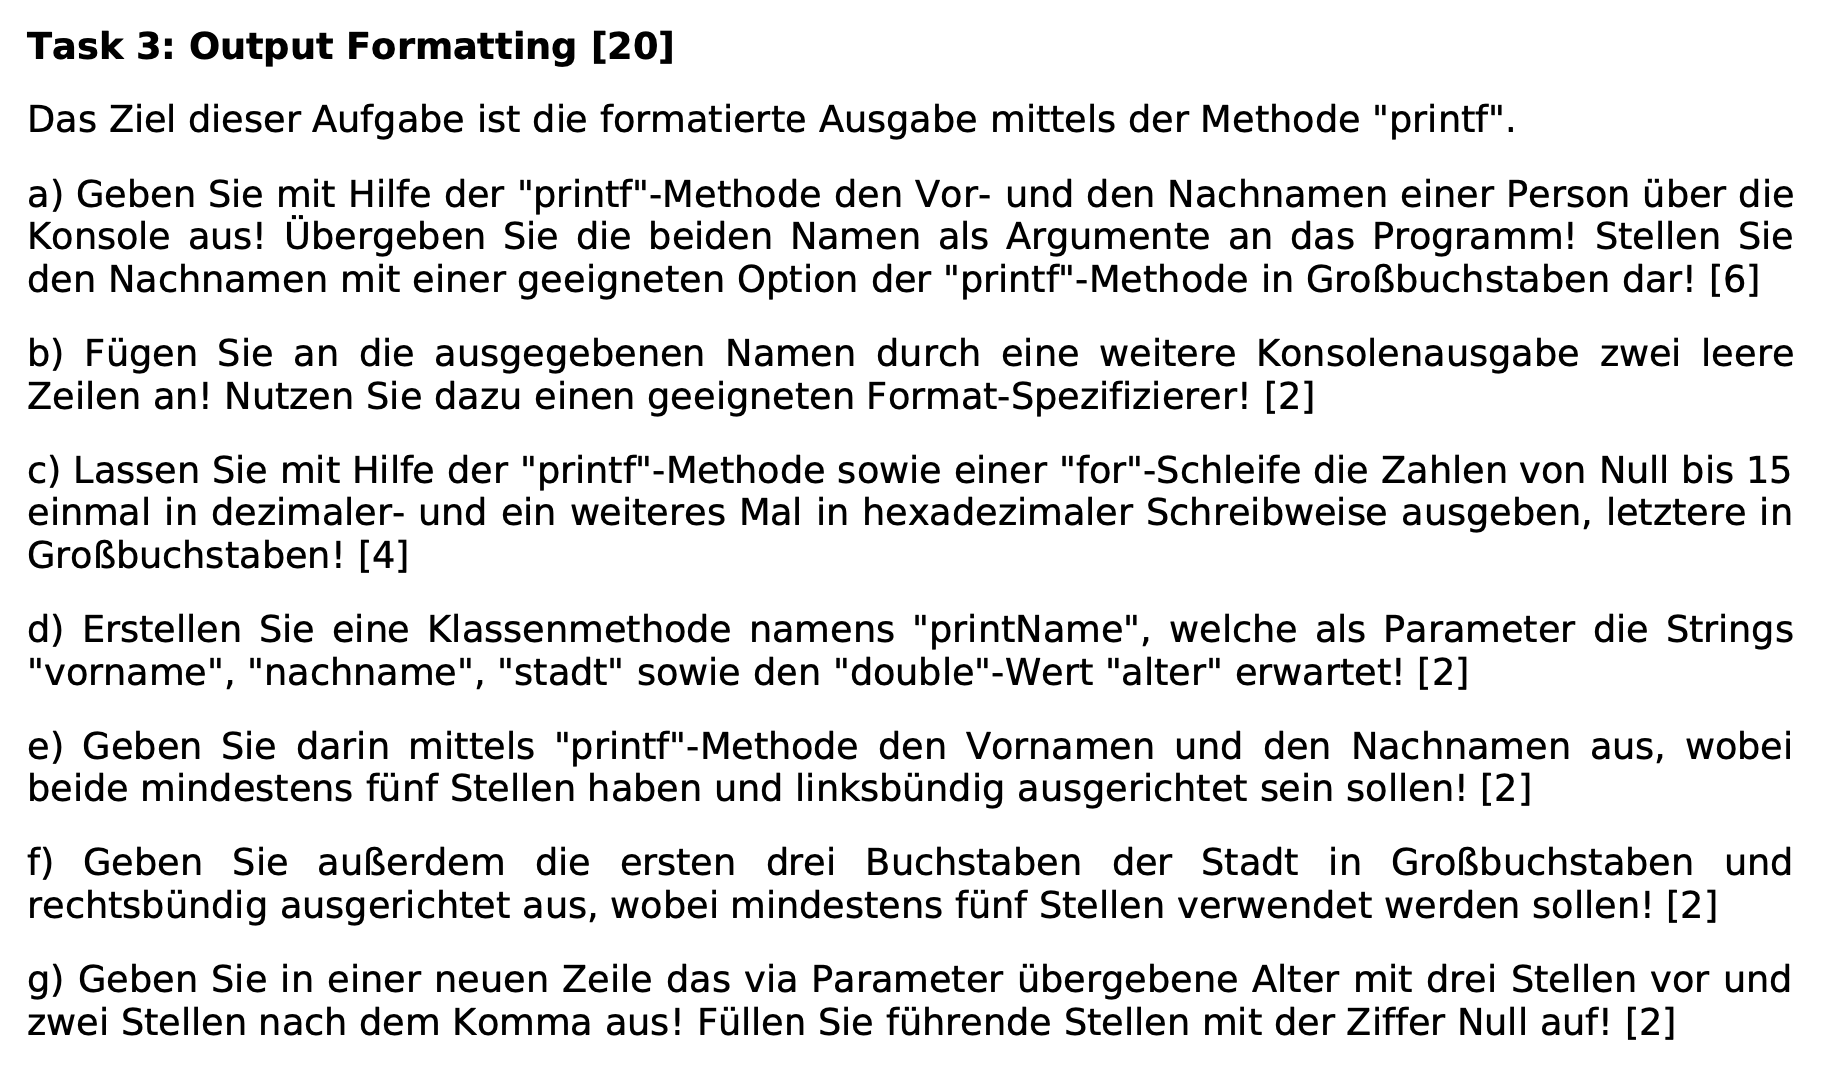 Task 3: Output Formatting [20]
Das Ziel dieser Aufgabe ist die formatierte Ausgabe mittels der Methode "printf".
a) Geben Sie mit Hilfe der "printf"-Methode den Vor- und den Nachnamen einer Person über die
Konsole aus! Übergeben Sie die beiden Namen als Argumente an das Programm! Stellen Sie
den Nachnamen mit einer geeigneten Option der "printf"-Methode in Großbuchstaben dar! [6]
b) Fügen Sie an die ausgegebenen Namen durch eine weitere Konsolenausgabe zwei leere
Zeilen an! Nutzen Sie dazu einen geeigneten Format-Spezifizierer! [2]
c) Lassen Sie mit Hilfe der "printf"-Methode sowie einer "for"-Schleife die Zahlen von Null bis 15
einmal in dezimaler- und ein weiteres Mal in hexadezimaler Schreibweise ausgeben, letztere in
Großbuchstaben! [4]
d) Erstellen Sie eine Klassenmethode namens "printName", welche als Parameter die Strings
"vorname", "nachname", "stadt" sowie den "double"-Wert "alter" erwartet! [2]
e) Geben Sie darin mittels "printf"-Methode den Vornamen und den Nachnamen aus, wobei
beide mindestens fünf Stellen haben und linksbündig ausgerichtet sein sollen! [2]
f) Geben Sie außerdem die ersten drei Buchstaben der Stadt in Großbuchstaben und
rechtsbündig ausgerichtet aus, wobei mindestens fünf Stellen verwendet werden sollen! [2]
g) Geben Sie in einer neuen Zeile das via Parameter übergebene Alter mit drei Stellen vor und
zwei Stellen nach dem Komma aus! Füllen Sie führende Stellen mit der Ziffer Null auf! [2]